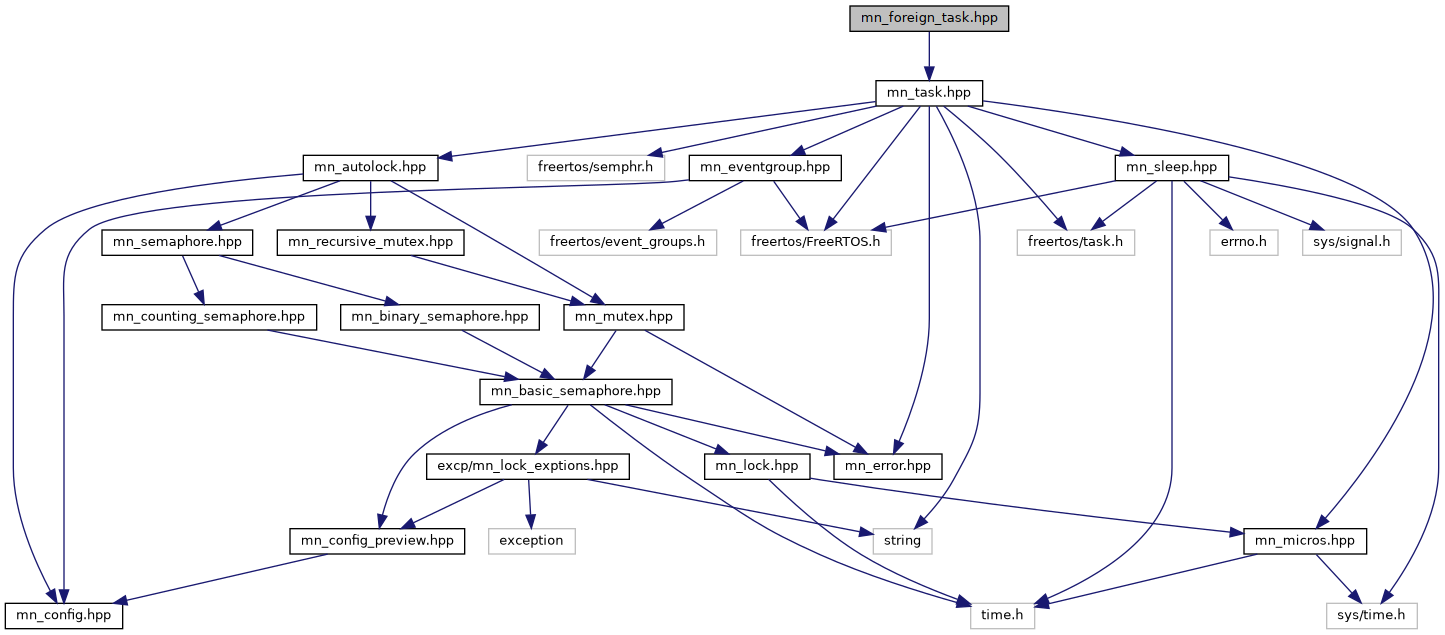 mn_foreign_task.hpp
mn_task.hpp
mn_autolock.hpp
freertos/semphr.h
mn_eventgroup.hpp
mn_sleep.hpp
mn_semaphore.hpp
mn_recursive_mutex.hpp
freertos/event_groups.h
freertos/FreeRTOS.h
freertos/task.h
errno.h
sys/signal.h
mn_counting_semaphore.hpp
mn_binary_semaphore.hpp
mn_mutex.hpp
mn_basic_semaphore.hpp
excp/mn_lock_exptions.hpp
mn_lock.hpp
mn_error.hpp
mn_config_preview.hpp
exception
string
mn_micros.hpp
mn_config.hpp
time.h
sys/time.h